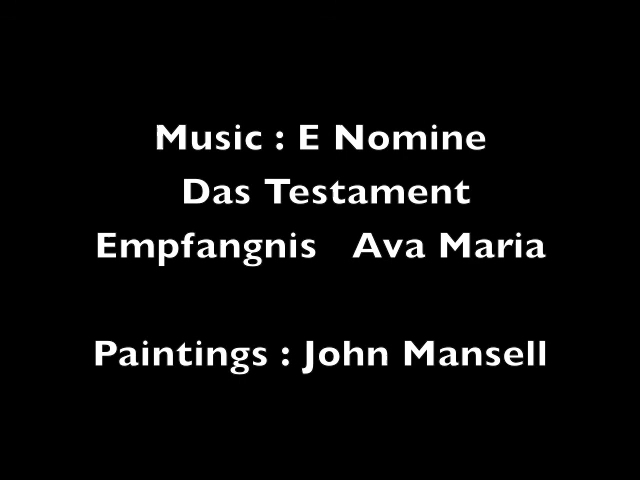 Music : E Nomine
Das Testament
Empfangnis Ava Maria
Paintings : John Mansell